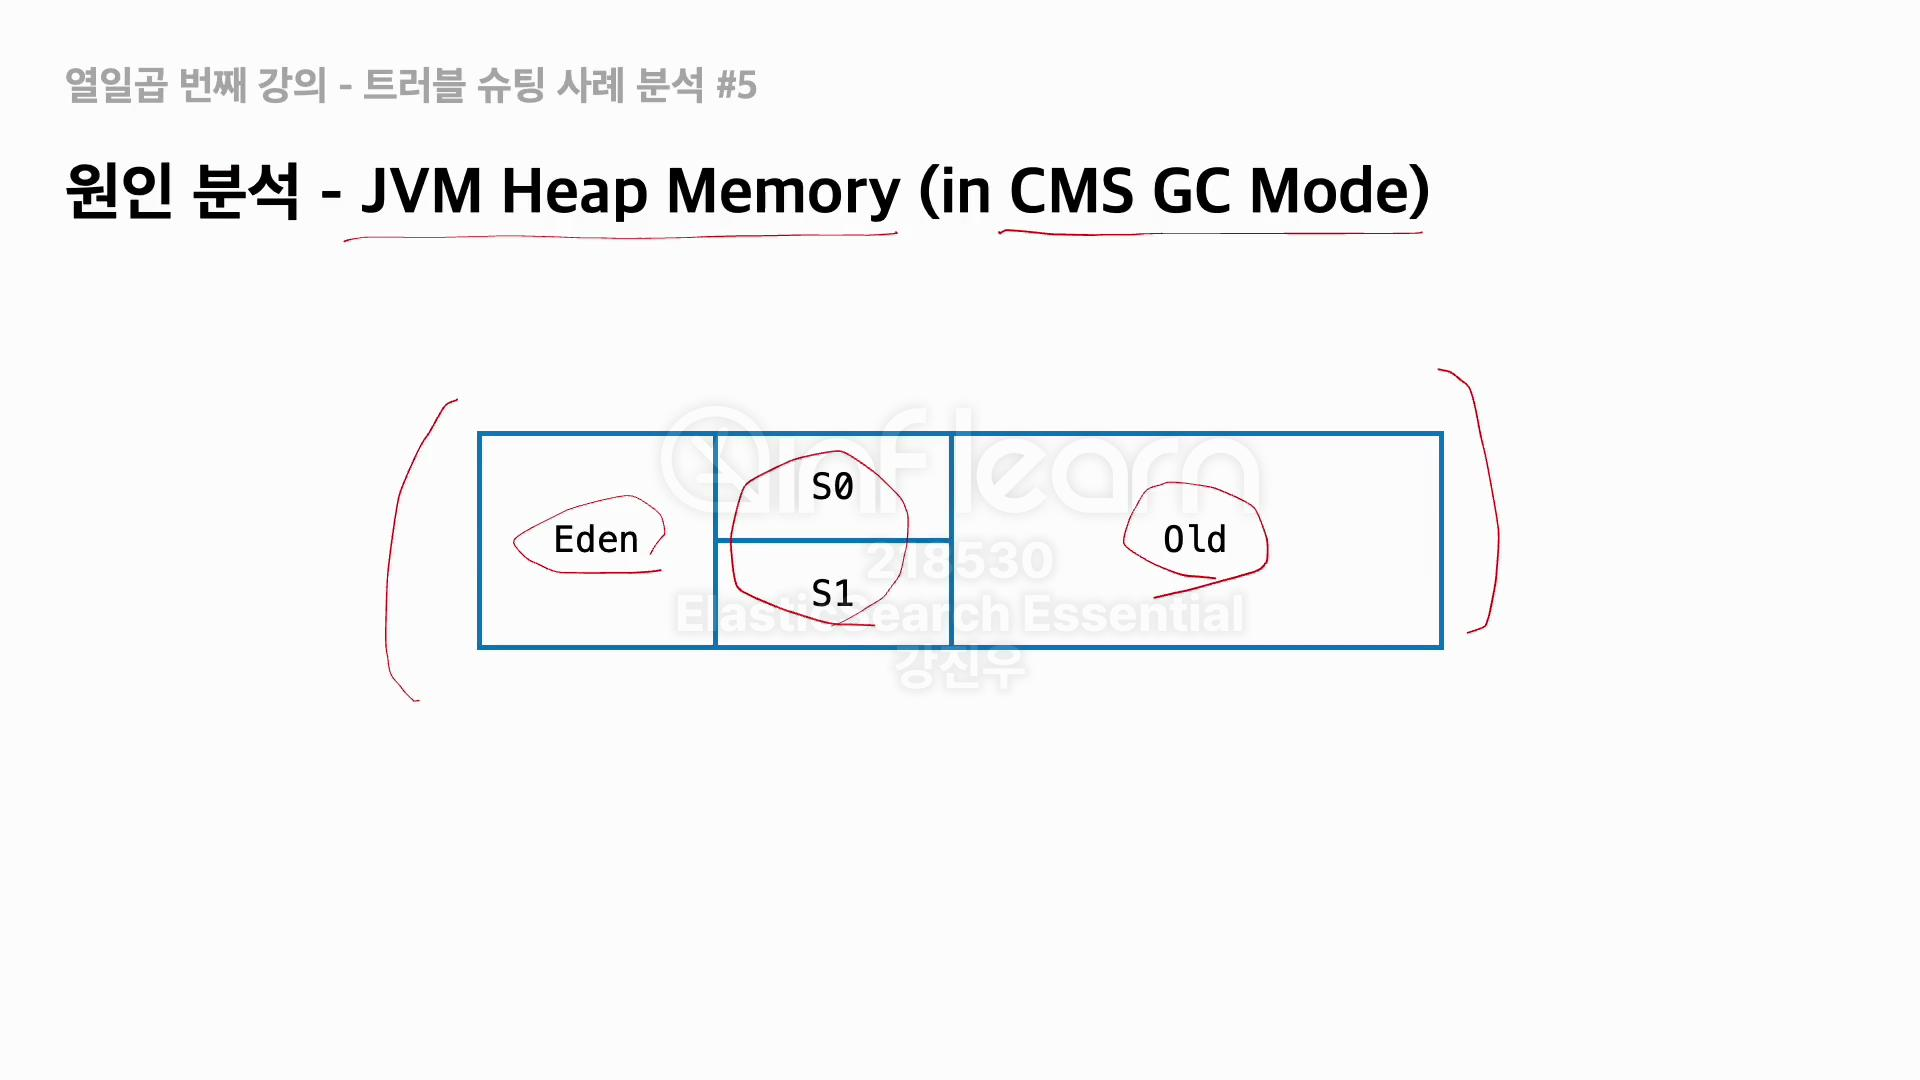 열일곱 번째 강의 - 트러블 슈팅 사례 분석 #5
원인 분석 - JVM Heap Memory (in CMS GC Mode)
inflearn
S0
Eden
Old
218530
S1
ElasticSearch Essential
강진우